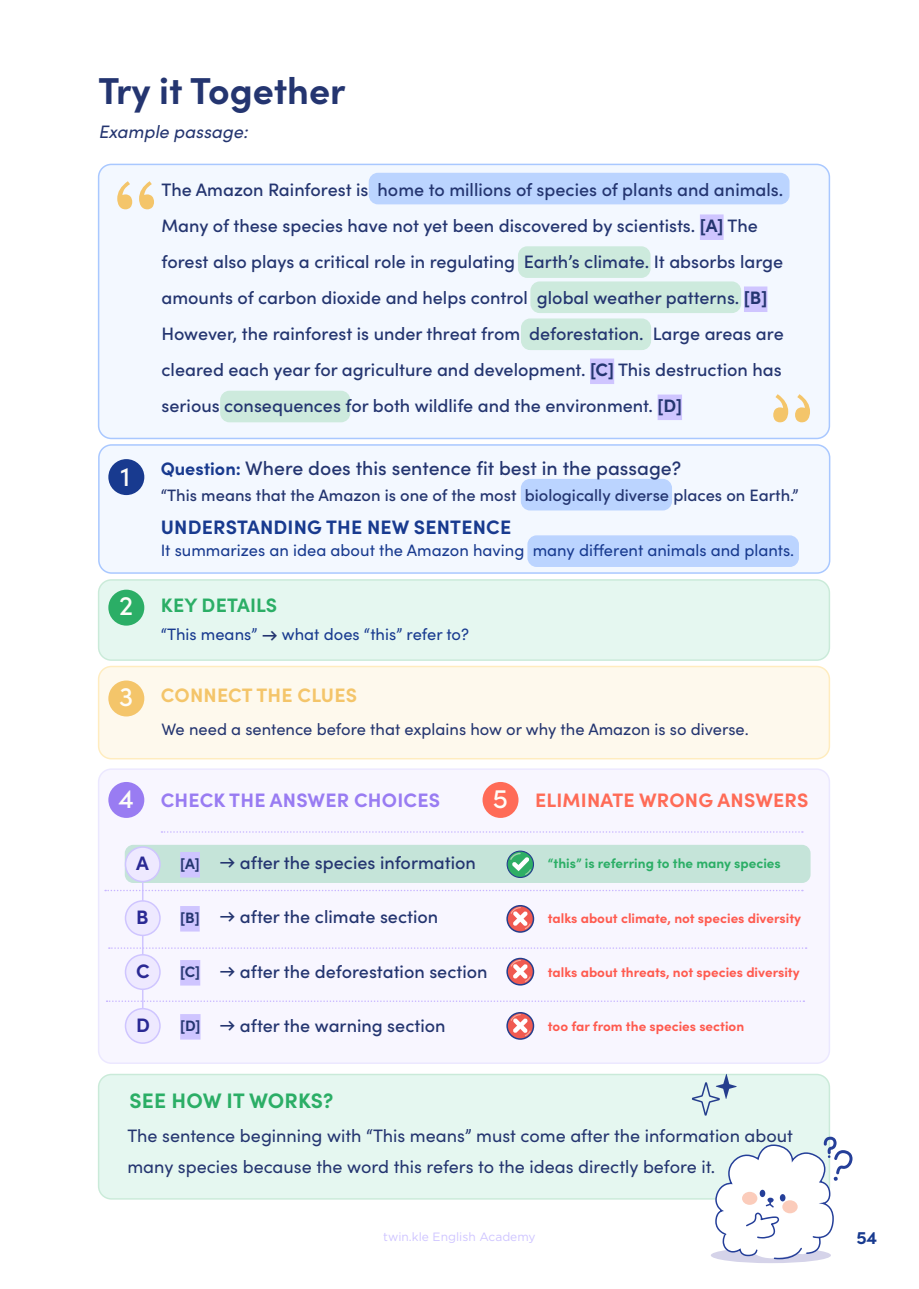 Try it Together
Example passage:
“
The Amazon Rainforest is home to millions of species of plants and animals.
Many of these species have not yet been discovered by scientists. [A] The
forest also plays a critical role in regulating Earth’s climate. It absorbs large
amounts of carbon dioxide and helps control global weather patterns. [B]
However, the rainforest is under threat from deforestation. Large areas are
cleared each year for agriculture and development. [C] This destruction has
serious consequences for both wildlife and the environment. [D]
”
1
Question: Where does this sentence fit best in the passage?
“This means that the Amazon is one of the most biologically diverse places on Earth.”
UNDERSTANDING THE NEW SENTENCE
It summarizes an idea about the Amazon having many different animals and plants.
2 KEY DETAILS
“This means” → what does “this” refer to?
3 CONNECT THE CLUES
We need a sentence before that explains how or why the Amazon is so diverse.
4 CHECK THE ANSWER CHOICES 5 ELIMINATE WRONG ANSWERS
A [A] → after the species information “this” is referring to the many species
B [B] → after the climate section talks about climate, not species diversity
C [C] → after the deforestation section talks about threats, not species diversity
D [D] → after the warning section too far from the species section
SEE HOW IT WORKS?
The sentence beginning with “This means” must come after the information about
many species because the word this refers to the ideas directly before it.
??
twin.kle English Academy
54